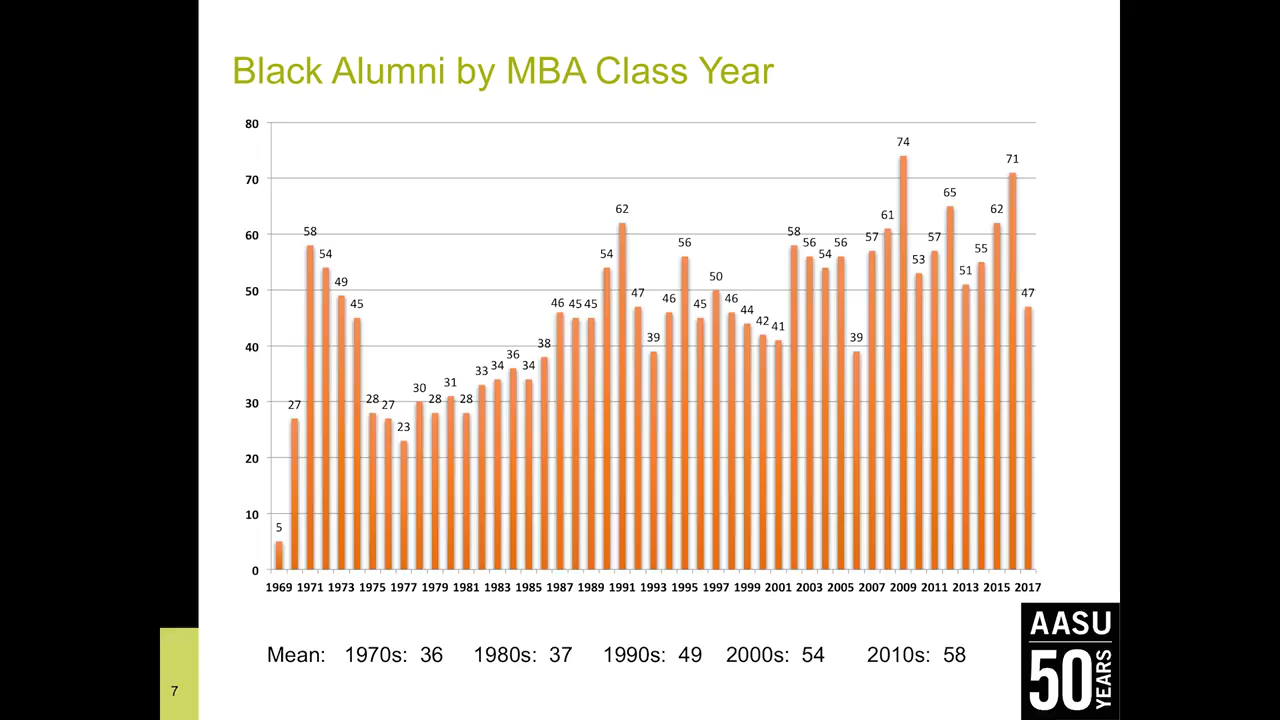 Black Alumni by MBA Class Year
80
70
60
50
40
30
20
10
0
5 27 58 54 49 45 28 27 23 30 28 31 28 33 34 36 34 38 46 45 45 54 62 47 39 46 56 45 50 46 44 42 41 58 56 54 56 39 57 61 74 53 57 65 51 55 62 71 47
1969 1971 1973 1975 1977 1979 1981 1983 1985 1987 1989 1991 1993 1995 1997 1999 2001 2003 2005 2007 2009 2011 2013 2015 2017
Mean: 1970s: 36 1980s: 37 1990s: 49 2000s: 54 2010s: 58
7
AASU
50 YEARS